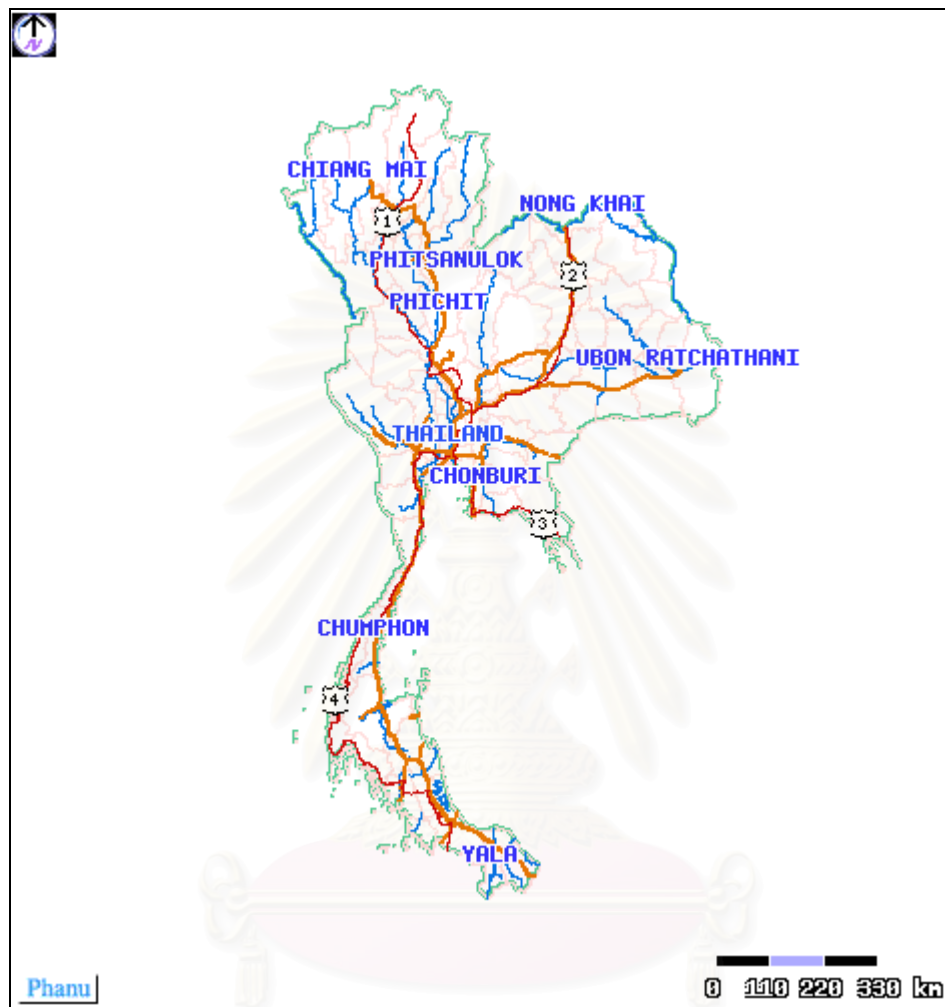 N
CHIANG MAI
NONG KHAI
1
PHITSANULOK
2
PHICHIT
UBON RATCHATHANI
THAILAND
CHONBURI
3
CHUMPHON
4
YALA
Phanu
0 110 220 330 km